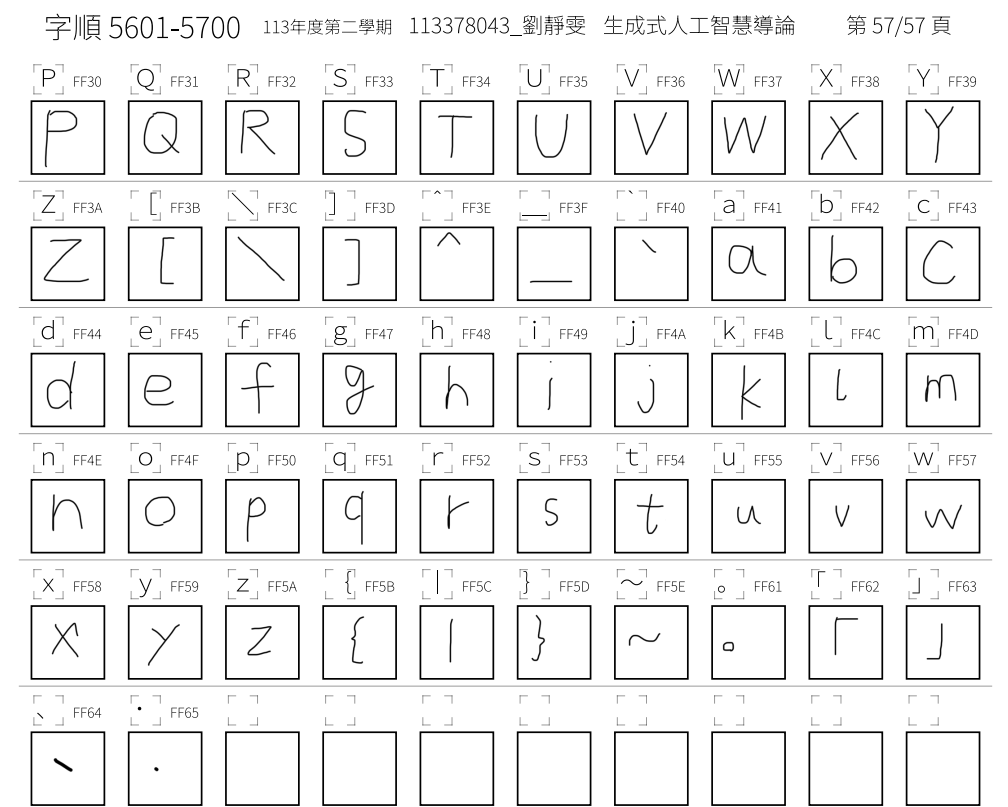 字順 5601-5700 113年度第二學期 113378043_劉靜雯 生成式人工智慧導論 第 57/57 頁
P FF30 Q FF31 R FF32 S FF33 T FF34 U FF35 V FF36 W FF37 X FF38 Y FF39
P Q R S T U V W X Y
Z FF3A [ FF3B \ FF3C ] FF3D ^ FF3E _ FF3F ` FF40 a FF41 b FF42 c FF43
Z [ \ ] ^ _ ` a b c
d FF44 e FF45 f FF46 g FF47 h FF48 i FF49 j FF4A k FF4B l FF4C m FF4D
d e f g h i j k l m
n FF4E o FF4F p FF50 q FF51 r FF52 s FF53 t FF54 u FF55 v FF56 w FF57
n o p q r s t u v w
x FF58 y FF59 z FF5A { FF5B | FF5C } FF5D ~ FF5E 。 FF61 「 FF62 」 FF63
x y z { | } ~ 。 「 」
、 FF64 ・ FF65
、 ・